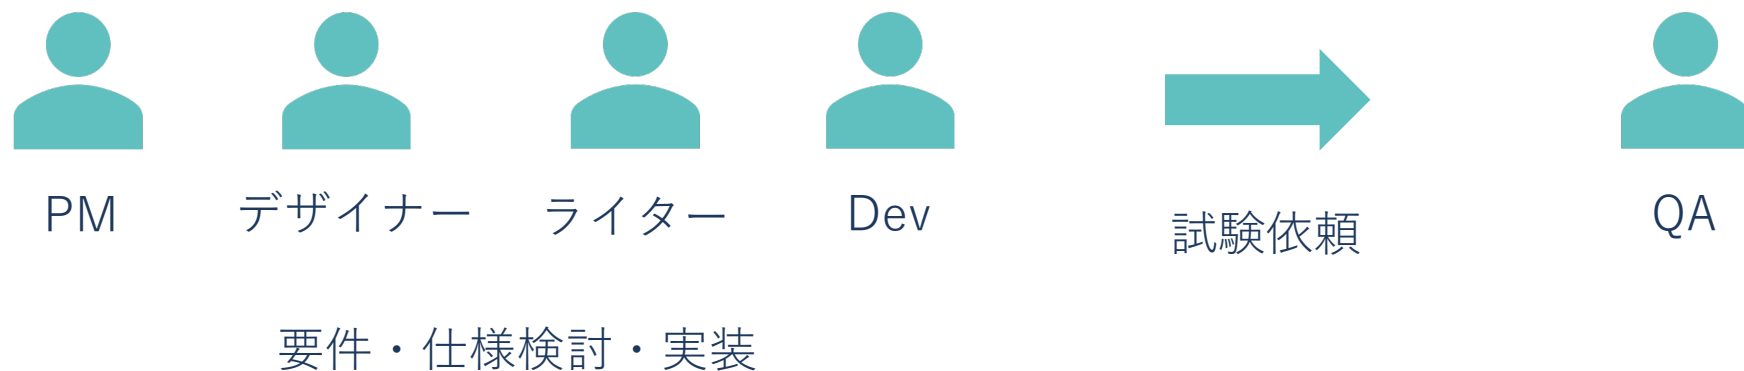 PM
デザイナー
ライター
Dev
試験依頼
QA
要件・仕様検討・実装